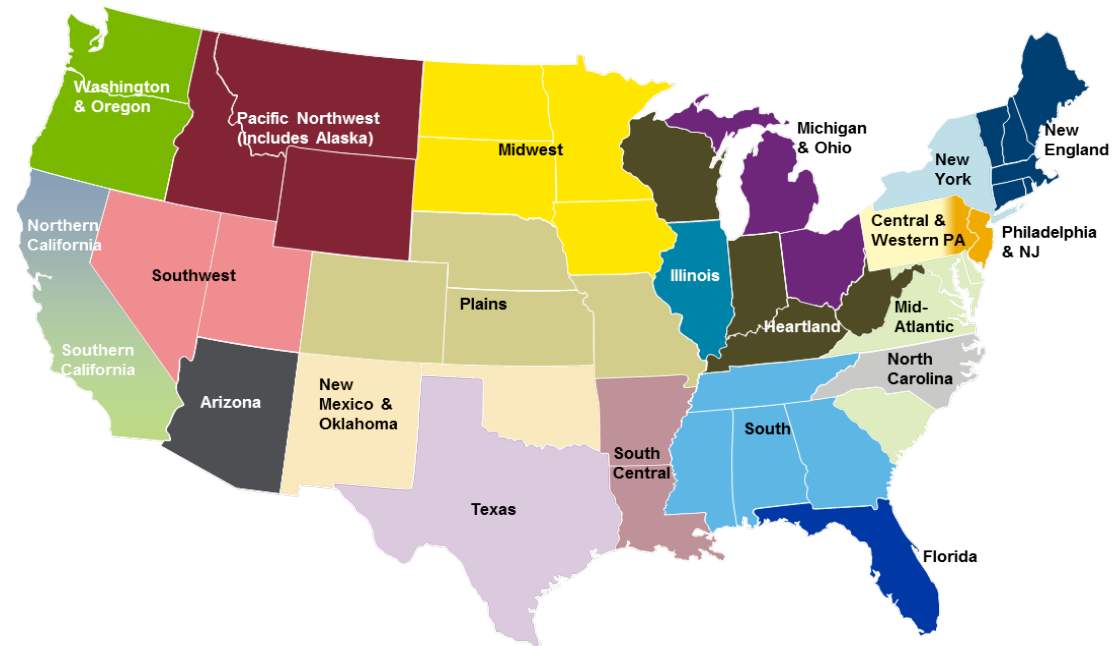 Washington
& Oregon
Pacific Northwest
(includes Alaska)
Midwest
Michigan
& Ohio
New
England
New
York
Northern
California
Southwest
Plains
Illinois
Heartland
Central &
Western PA
Philadelphia
& NJ
Mid-
Atlantic
Southern
California
Arizona
New
Mexico &
Oklahoma
North
Carolina
South
South
Central
Texas
Florida